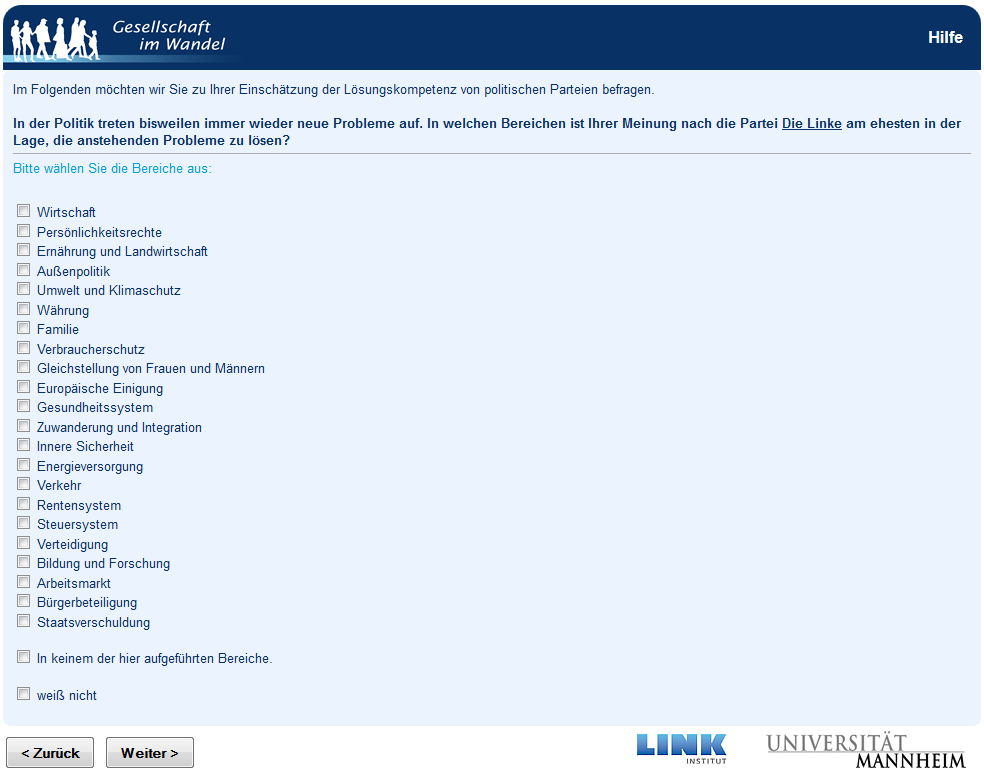 Gesellschaft
im Wandel
Hilfe
Im Folgenden möchten wir Sie zu Ihrer Einschätzung der Lösungskompetenz von politischen Parteien befragen.
In der Politik treten bisweilen immer wieder neue Probleme auf. In welchen Bereichen ist Ihrer Meinung nach die Partei Die Linke am ehesten in der
Lage, die anstehenden Probleme zu lösen?
Bitte wählen Sie die Bereiche aus:
Wirtschaft
Persönlichkeitsrechte
Ernährung und Landwirtschaft
Außenpolitik
Umwelt und Klimaschutz
Währung
Familie
Verbraucherschutz
Gleichstellung von Frauen und Männern
Europäische Einigung
Gesundheitssystem
Zuwanderung und Integration
Innere Sicherheit
Energieversorgung
Verkehr
Rentensystem
Steuersystem
Verteidigung
Bildung und Forschung
Arbeitsmarkt
Bürgerbeteiligung
Staatsverschuldung
In keinem der hier aufgeführten Bereiche.
weiß nicht
< Zurück
Weiter >
LINK
INSTITUT
UNIVERSITÄT
MANNHEIM